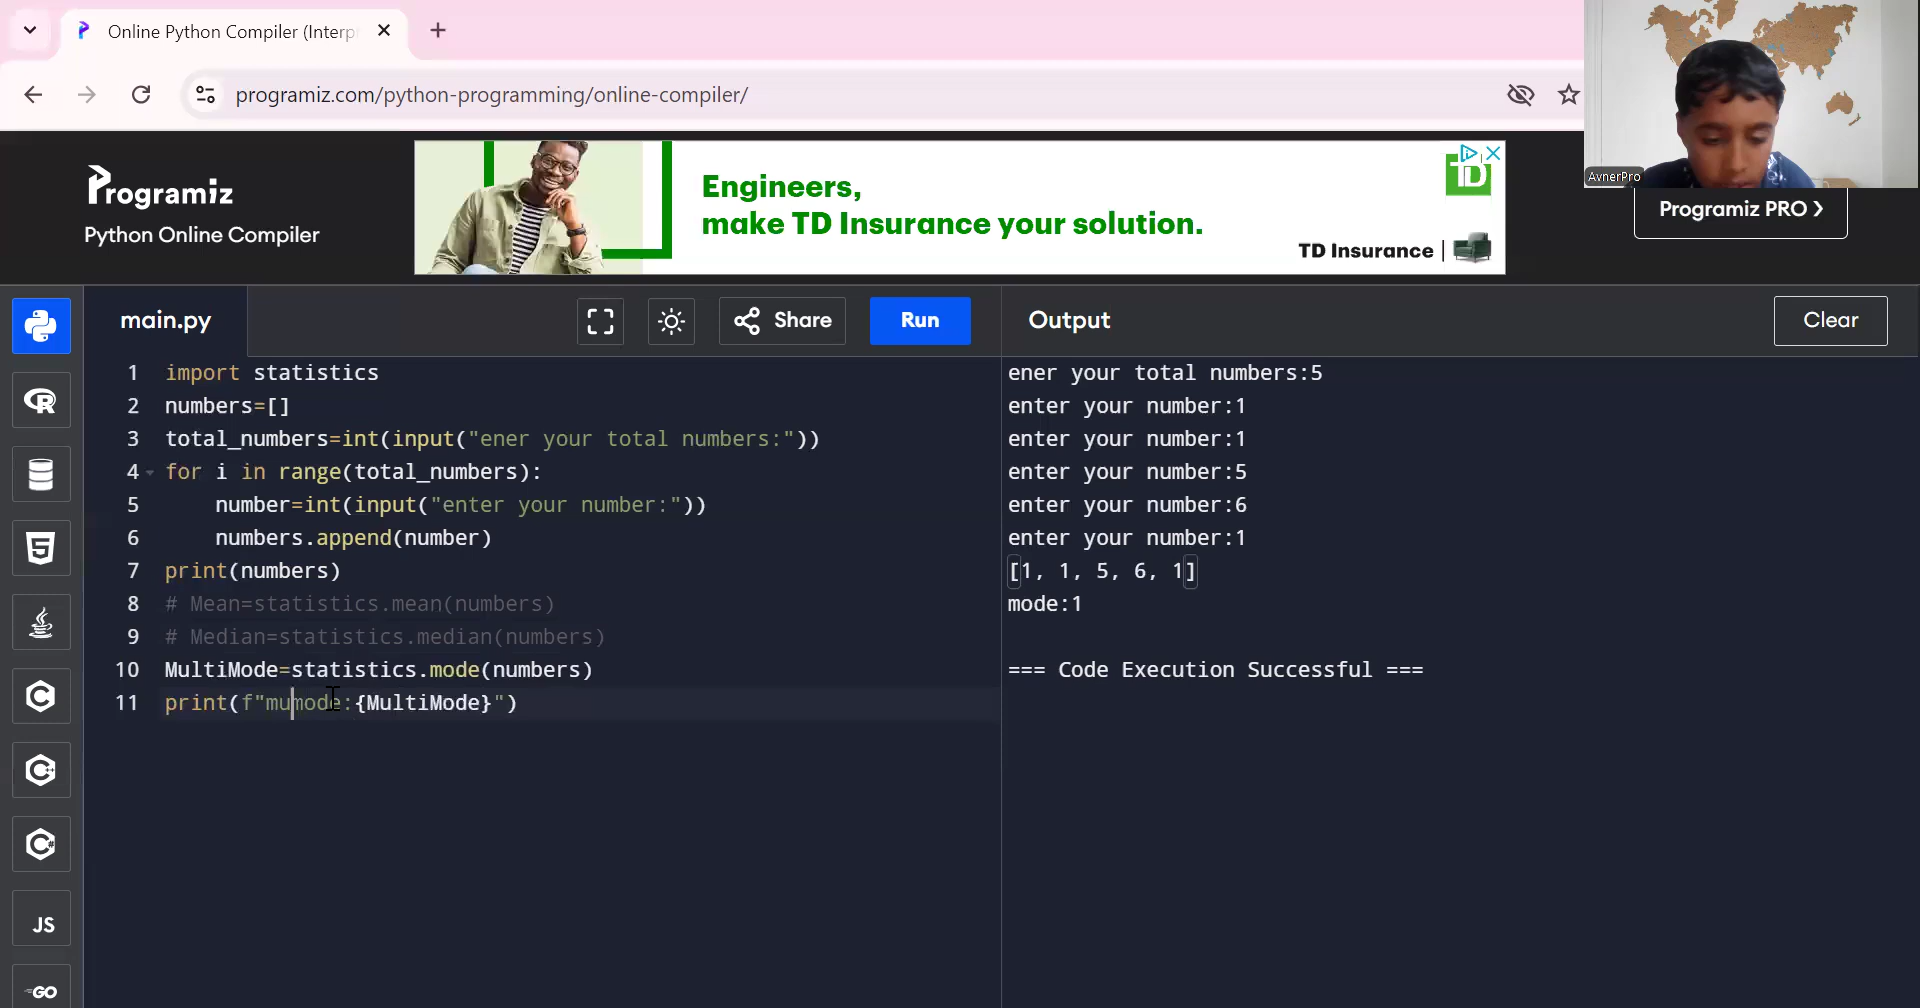 Online Python Compiler (Interp
programiz.com/python-programming/online-compiler/
Programiz
Python Online Compiler
Engineers,
make TD Insurance your solution.
TD
TD Insurance
AvnerPro
Programiz PRO
main.py
Share
Run
Output
Clear
1 import statistics
2 numbers=[]
3 total_numbers=int(input("ener your total numbers:"))
4 for i in range(total_numbers):
5 number=int(input("enter your number:"))
6 numbers.append(number)
7 print(numbers)
8 # Mean=statistics.mean(numbers)
9 # Median=statistics.median(numbers)
10 MultiMode=statistics.mode(numbers)
11 print(f"mumode:{MultiMode}")
ener your total numbers:5
enter your number:1
enter your number:1
enter your number:5
enter your number:6
enter your number:1
[1, 1, 5, 6, 1]
mode:1
=== Code Execution Successful ===
R
5
C
C++
C#
JS
GO